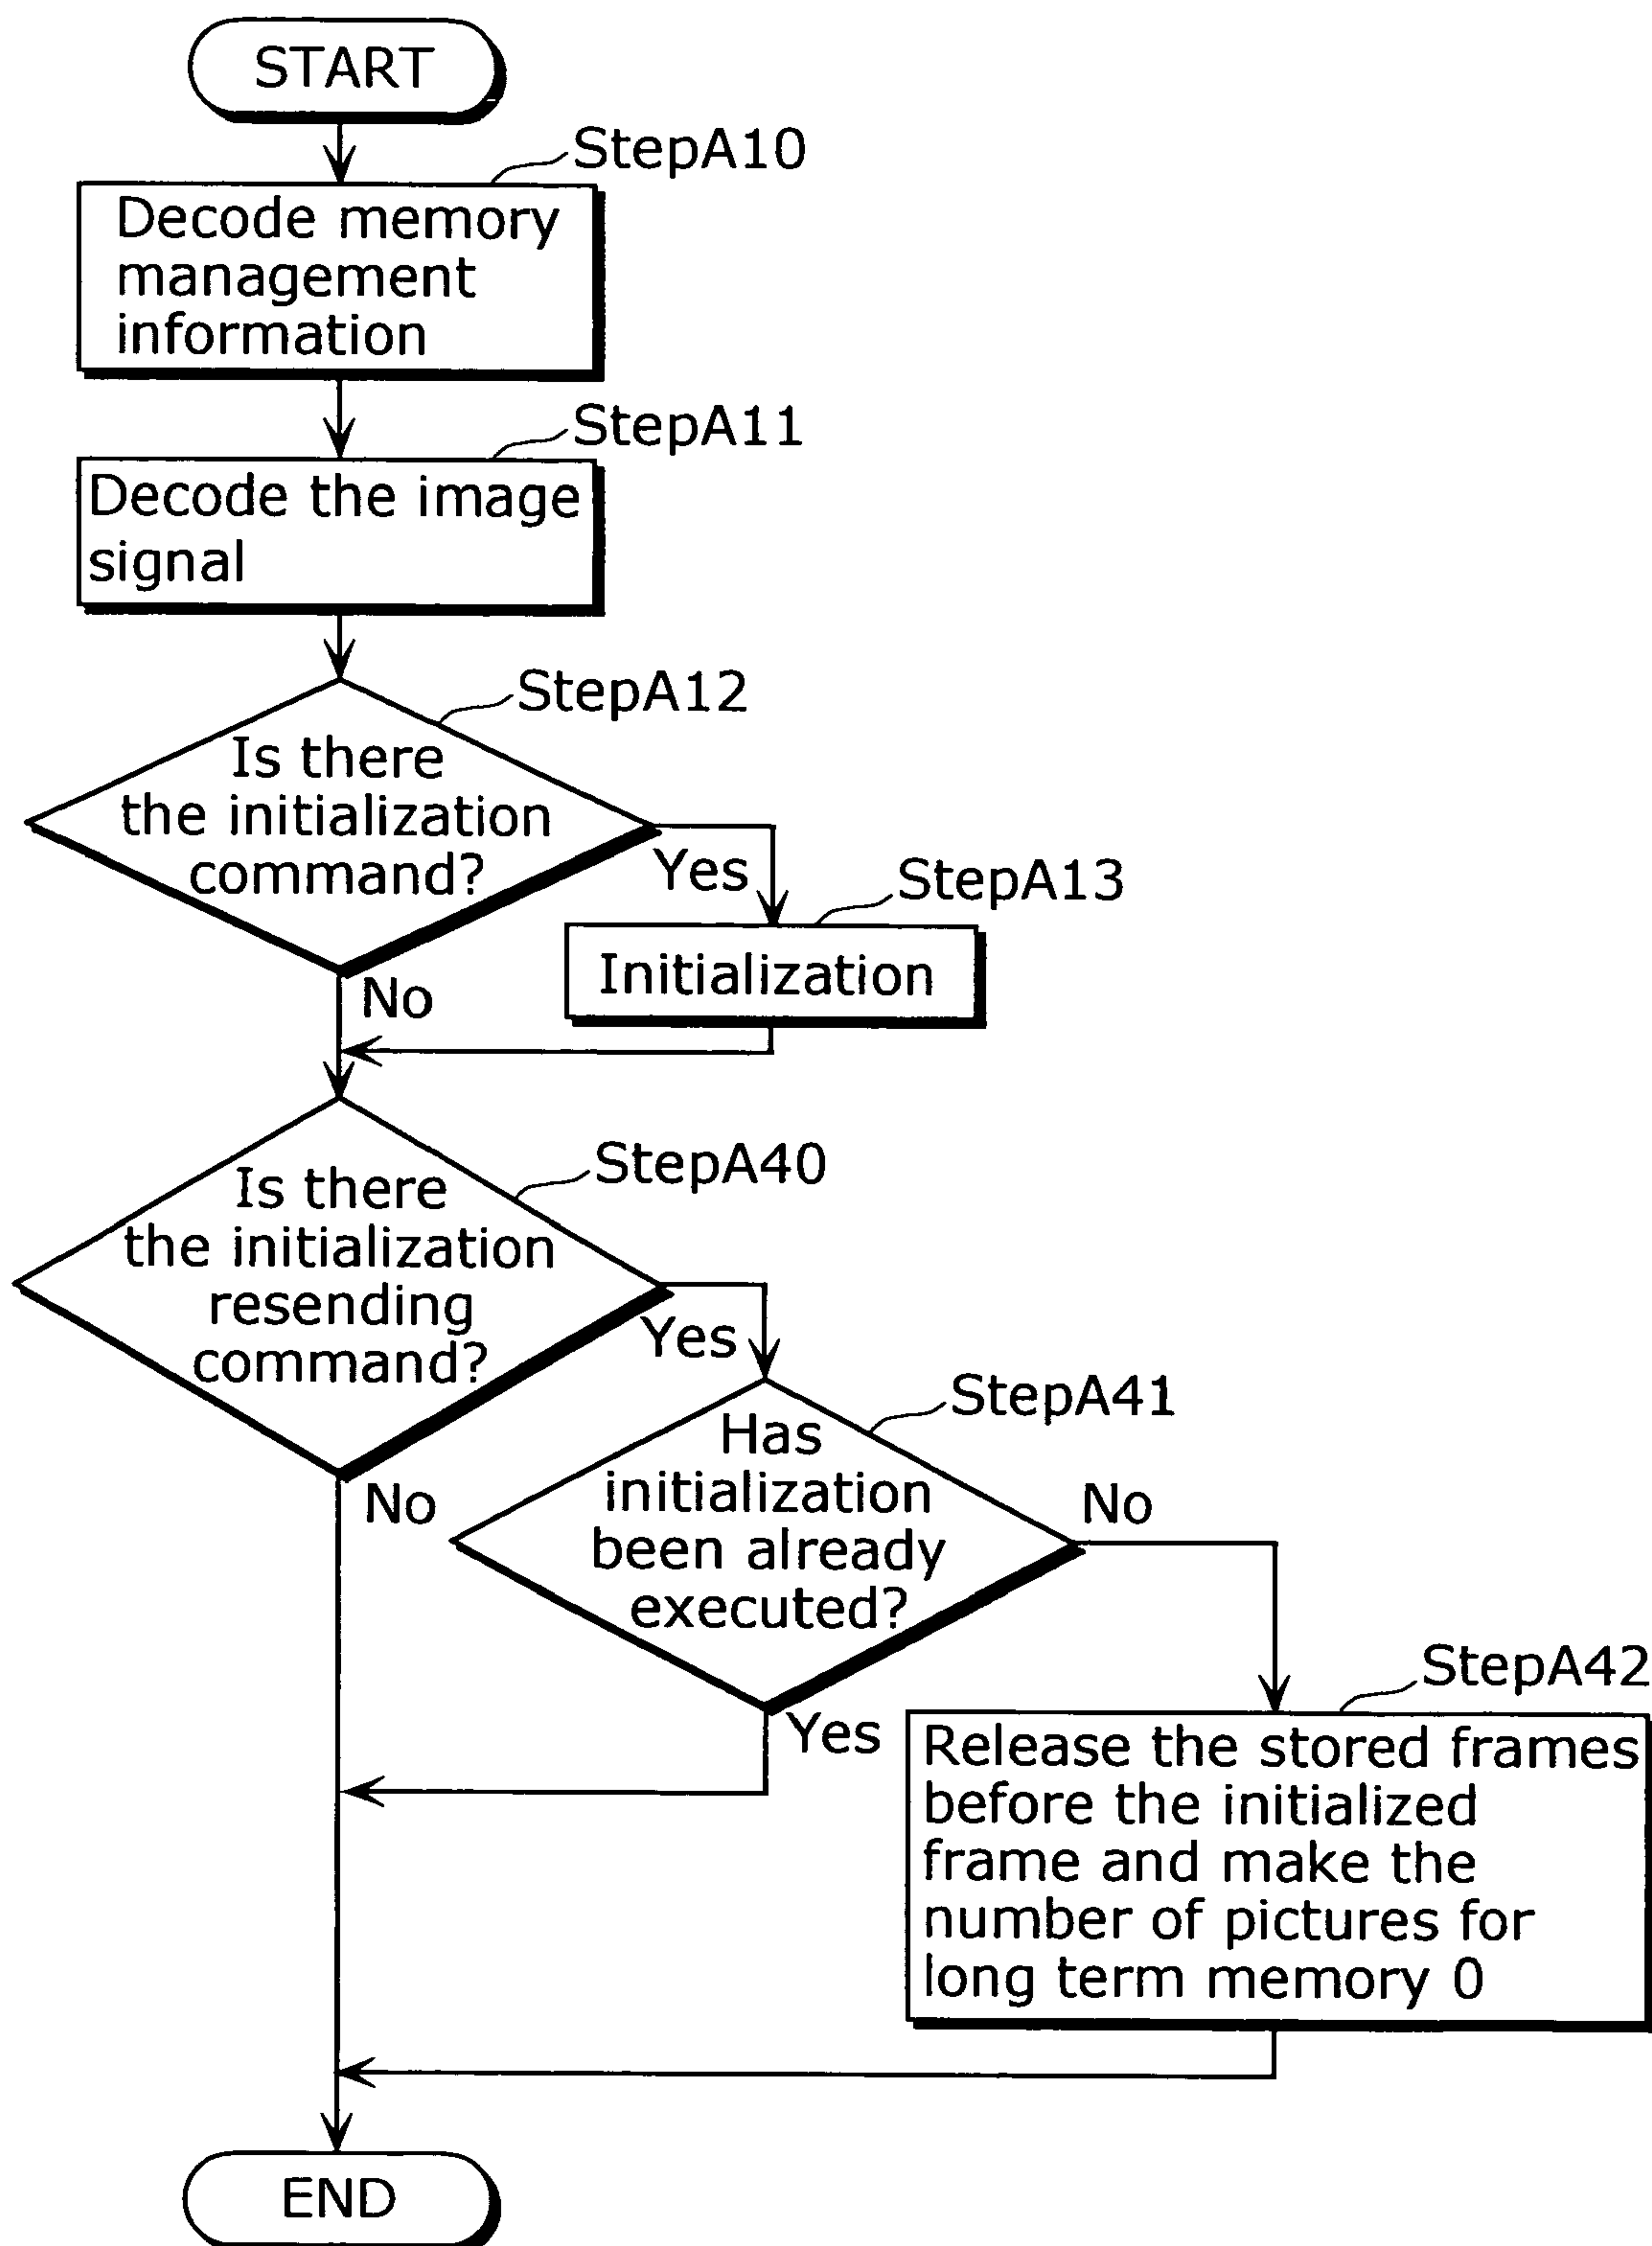 START
StepA10
Decode memory
management
information
StepA11
Decode the image
signal
StepA12
Is there
the initialization
command?
Yes
StepA13
Initialization
No
StepA40
Is there
the initialization
resending
command?
Yes
StepA41
Has
initialization
been already
executed?
No
No
StepA42
Yes
Release the stored frames
before the initialized
frame and make the
number of pictures for
long term memory 0
END